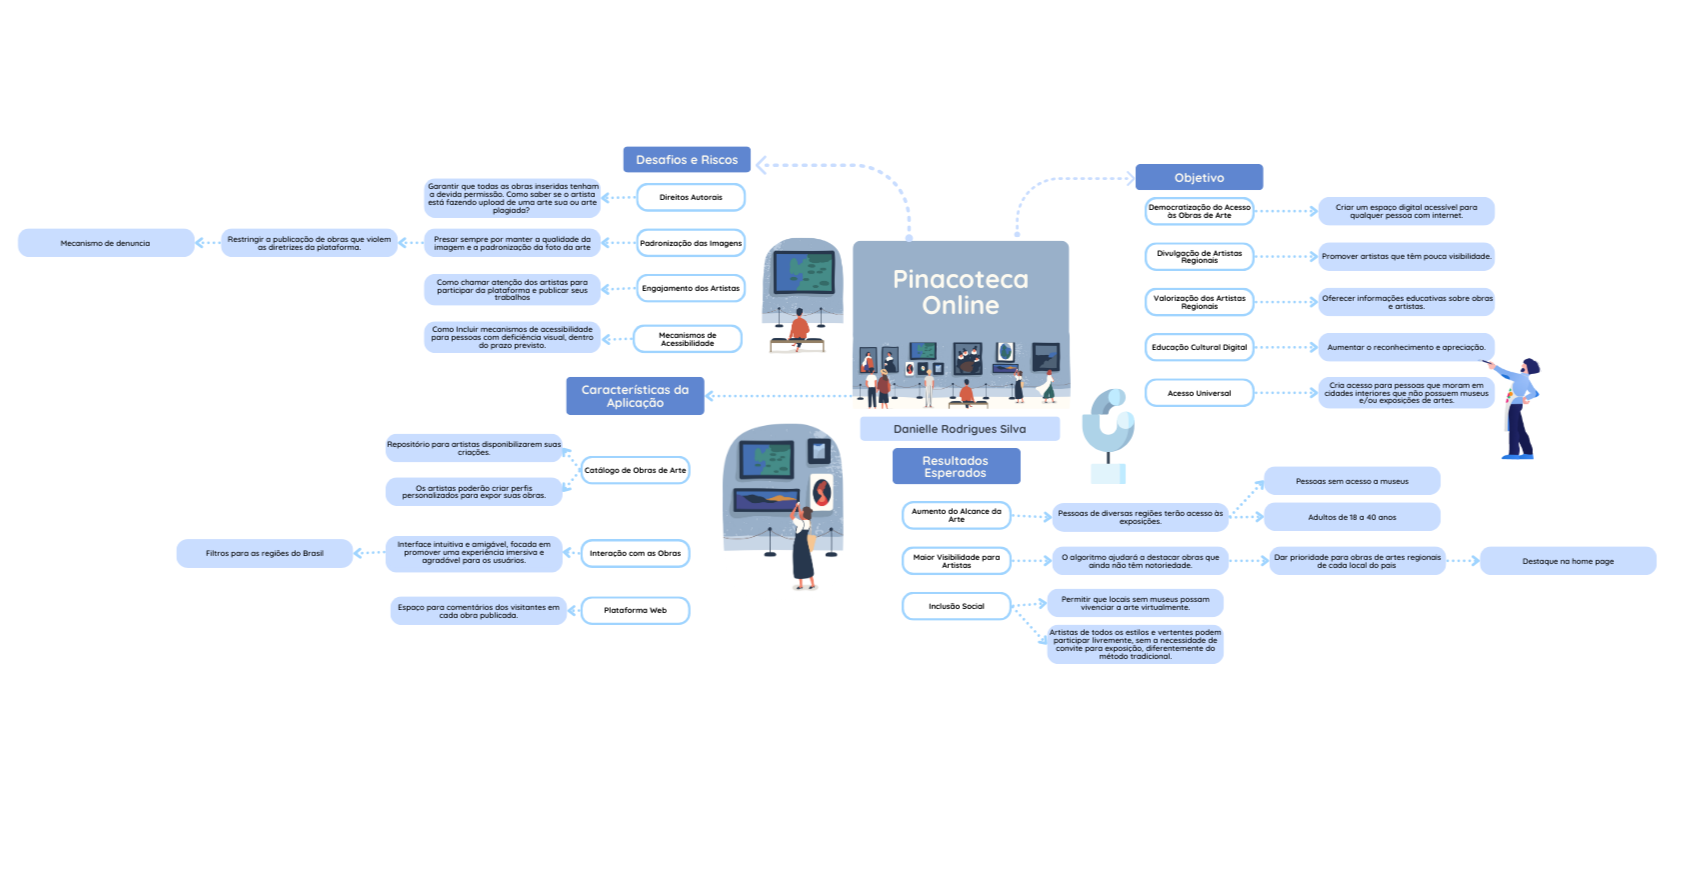 Pinacoteca
Online
Danielle Rodrigues Silva
Desafios e Riscos
Direitos Autorais
Garantir que todas as obras inseridas tenham
a devida permissão. Como saber se o artista
está fazendo upload de uma arte sua ou arte
plagiada?
Padronização das Imagens
Presar sempre por manter a qualidade da
imagem e a padronização da foto da arte
Restringir a publicação de obras que violem
as diretrizes da plataforma.
Mecanismo de denuncia
Engajamento dos Artistas
Como chamar atenção dos artistas para
participar da plataforma e publicar seus
trabalhos
Mecanismos de
Acessibilidade
Como Incluir mecanismos de acessibilidade
para pessoas com deficiência visual, dentro
do prazo previsto.
Características da
Aplicação
Catálogo de Obras de Arte
Repositório para artistas disponibilizarem suas
criações.
Os artistas poderão criar perfis
personalizados para expor suas obras.
Interação com as Obras
Interface intuitiva e amigável, focada em
promover uma experiência imersiva e
agradável para os usuários.
Filtros para as regiões do Brasil
Plataforma Web
Espaço para comentários dos visitantes em
cada obra publicada.
Objetivo
Democratização do Acesso
às Obras de Arte
Criar um espaço digital acessível para
qualquer pessoa com internet.
Divulgação de Artistas
Regionais
Promover artistas que têm pouca visibilidade.
Valorização dos Artistas
Regionais
Oferecer informações educativas sobre obras
e artistas.
Educação Cultural Digital
Aumentar o reconhecimento e apreciação.
Acesso Universal
Cria acesso para pessoas que moram em
cidades interiores que não possuem museus
e/ou exposições de artes.
Resultados
Esperados
Aumento do Alcance da
Arte
Pessoas de diversas regiões terão acesso às
exposições.
Pessoas sem acesso a museus
Adultos de 18 a 40 anos
Maior Visibilidade para
Artistas
O algoritmo ajudará a destacar obras que
ainda não têm notoriedade.
Dar prioridade para obras de artes regionais
de cada local do pais
Destaque na home page
Inclusão Social
Permitir que locais sem museus possam
vivenciar a arte virtualmente.
Artistas de todos os estilos e vertentes podem
participar livremente, sem a necessidade de
convite para exposição, diferentemente do
método tradicional.